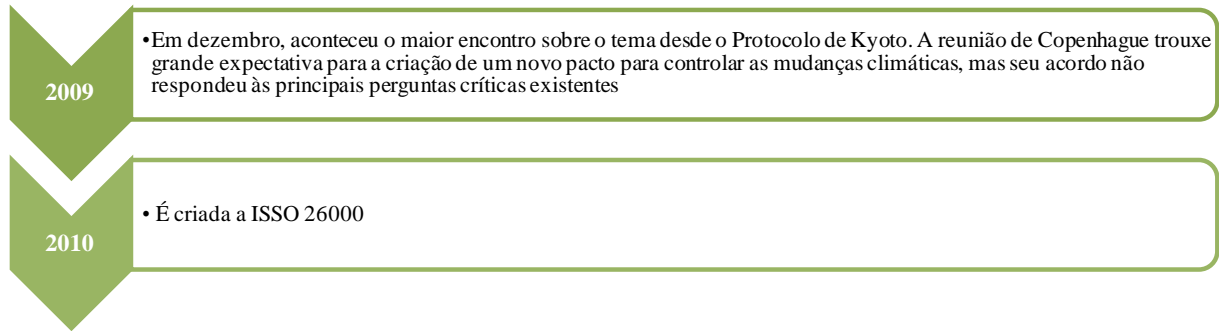 •Em dezembro, aconteceu o maior encontro sobre o tema desde o Protocolo de Kyoto. A reunião de Copenhague trouxe
grande expectativa para a criação de um novo pacto para controlar as mudanças climáticas, mas seu acordo não
respondeu às principais perguntas críticas existentes
2009
• É criada a ISSO 26000
2010